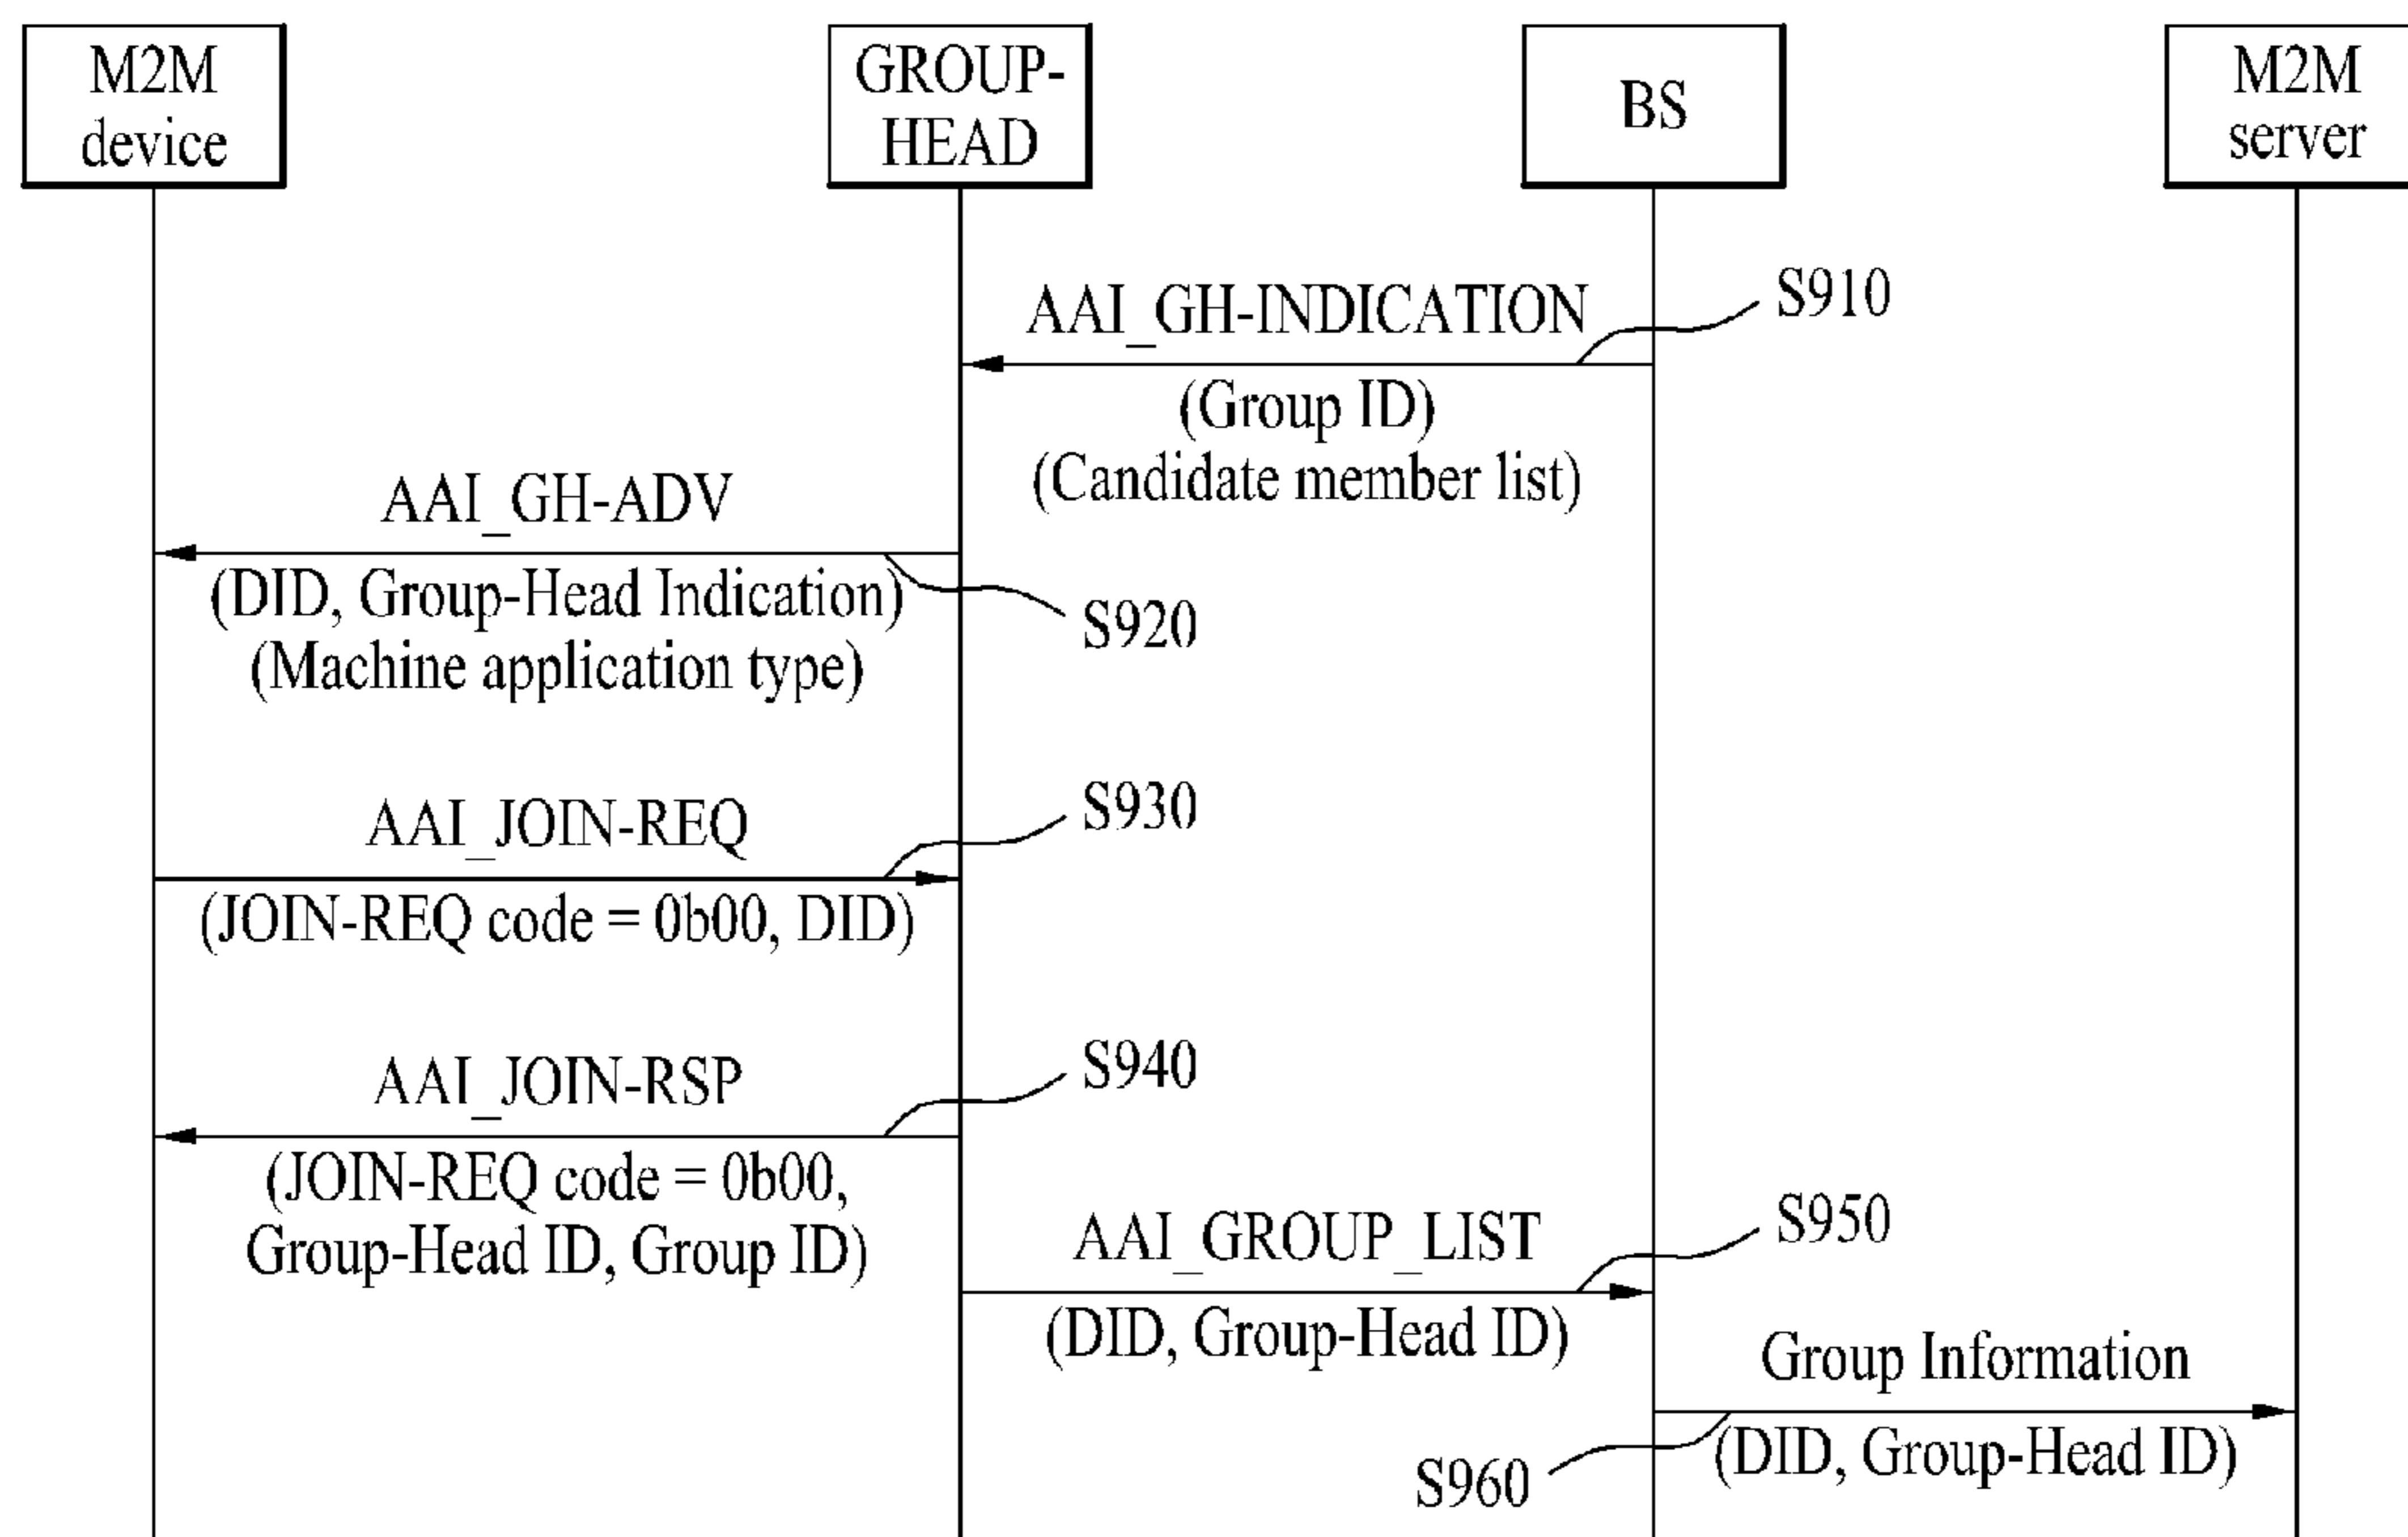 M2M
device
GROUP-
HEAD
BS
M2M
server
AAI_GH-INDICATION
S910
(Group ID)
(Candidate member list)
AAI_GH-ADV
(DID, Group-Head Indication)
(Machine application type)
S920
AAI_JOIN-REQ
S930
(JOIN-REQ code = 0b00, DID)
AAI_JOIN-RSP
S940
(JOIN-REQ code = 0b00,
Group-Head ID, Group ID)
AAI_GROUP_LIST
S950
(DID, Group-Head ID)
Group Information
(DID, Group-Head ID)
S960